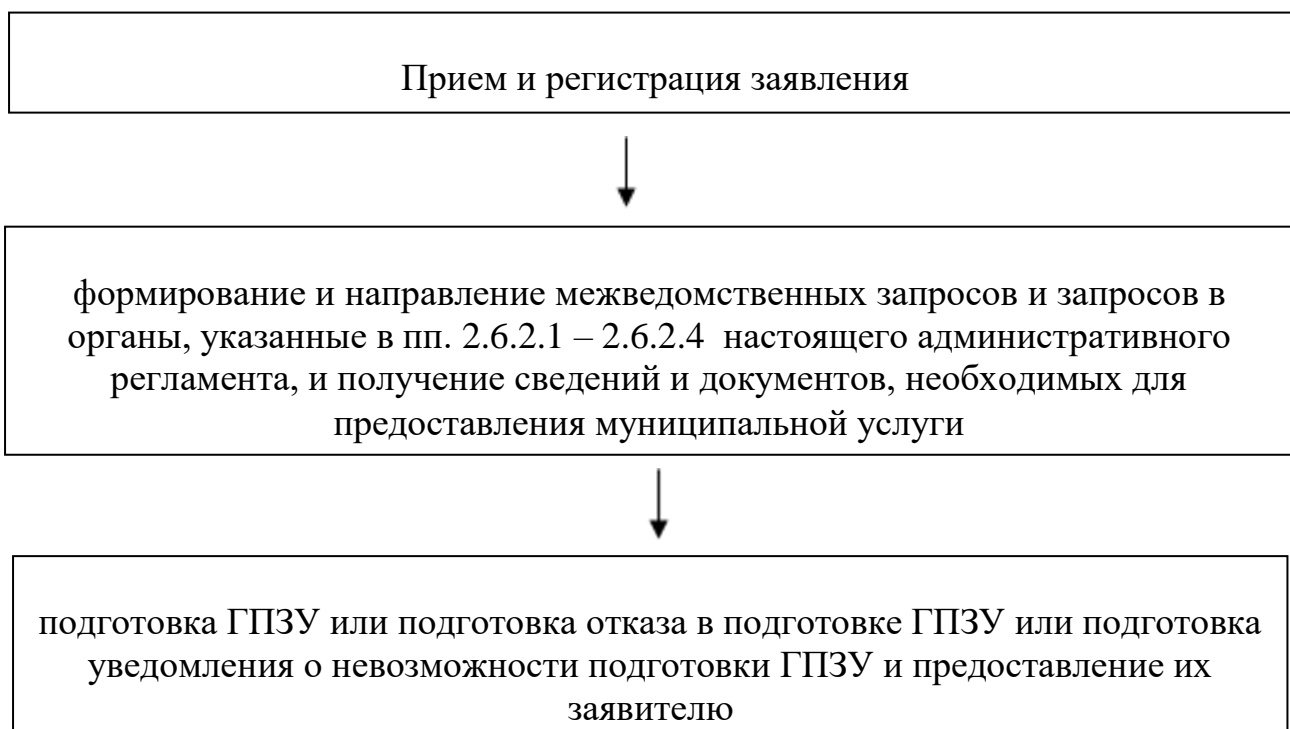 Прием и регистрация заявления
формирование и направление межведомственных запросов и запросов в
органы, указанные в пп. 2.6.2.1 – 2.6.2.4  настоящего административного
регламента, и получение сведений и документов, необходимых для
предоставления муниципальной услуги
подготовка ГПЗУ или подготовка отказа в подготовке ГПЗУ или подготовка
уведомления о невозможности подготовки ГПЗУ и предоставление их
заявителю